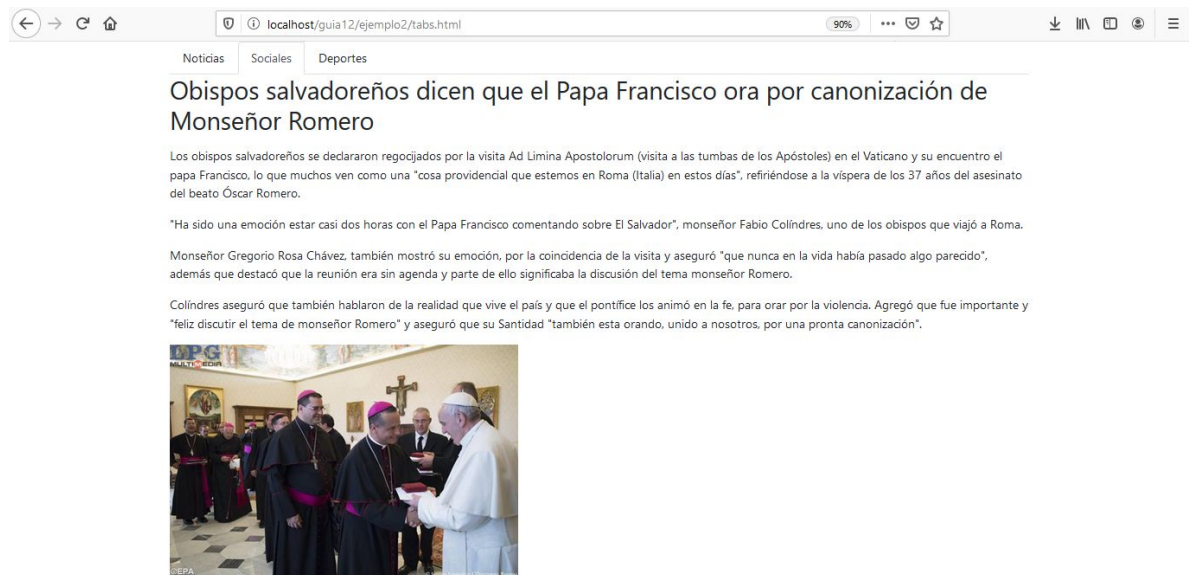 localhost/guia12/ejemplo2/tabs.html
90%
Noticias Sociales Deportes
Obispos salvadoreños dicen que el Papa Francisco ora por canonización de
Monseñor Romero
Los obispos salvadoreños se declararon regocijados por la visita Ad Limina Apostolorum (visita a las tumbas de los Apóstoles) en el Vaticano y su encuentro el
papa Francisco, lo que muchos ven como una "cosa providencial que estemos en Roma (Italia) en estos días", refiriéndose a la víspera de los 37 años del asesinato
del beato Óscar Romero.
"Ha sido una emoción estar casi dos horas con el Papa Francisco comentando sobre El Salvador", monseñor Fabio Colíndres, uno de los obispos que viajó a Roma.
Monseñor Gregorio Rosa Chávez, también mostró su emoción, por la coincidencia de la visita y aseguró "que nunca en la vida había pasado algo parecido",
además que destacó que la reunión era sin agenda y parte de ello significaba la discusión del tema monseñor Romero.
Colíndres aseguró que también hablaron de la realidad que vive el país y que el pontífice los animó en la fe, para orar por la violencia. Agregó que fue importante y
"feliz discutir el tema de monseñor Romero" y aseguró que su Santidad "también esta orando, unido a nosotros, por una pronta canonización".
LPG
MULTIMEDIA
©EPA